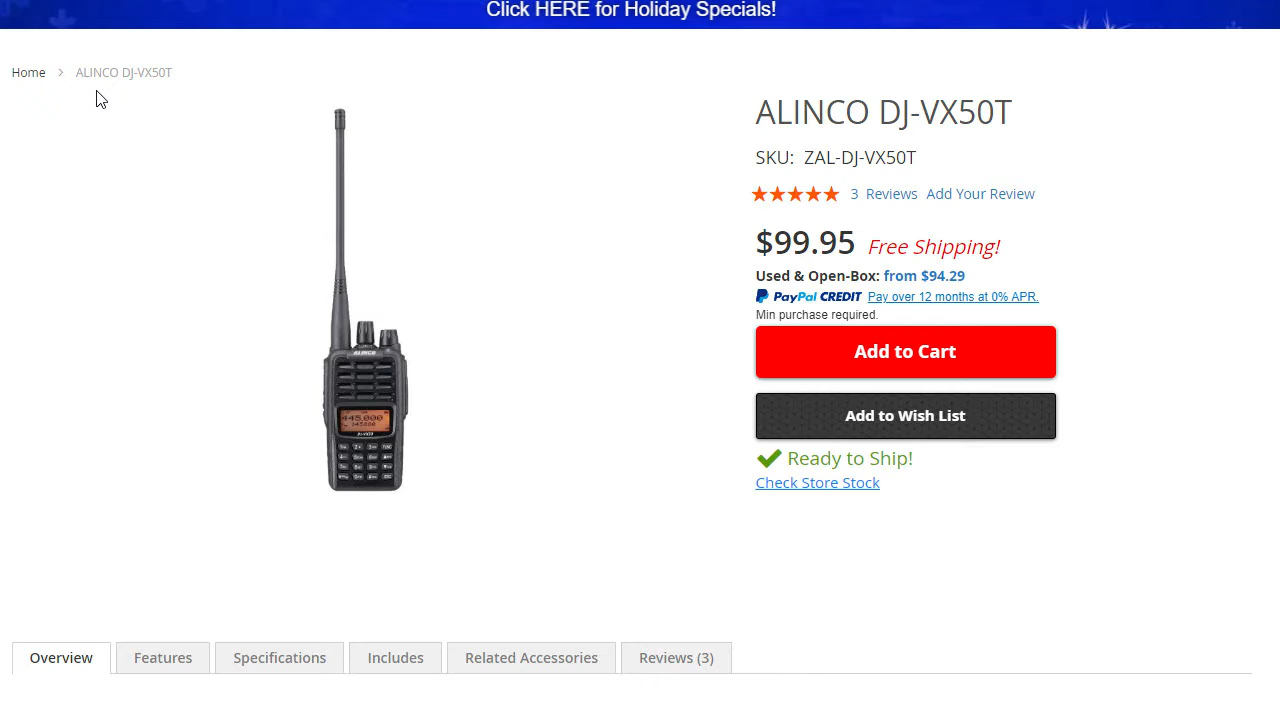 Click HERE for Holiday Specials!
Home > ALINCO DJ-VX50T
ALINCO DJ-VX50T
SKU: ZAL-DJ-VX50T
3 Reviews Add Your Review
$99.95 Free Shipping!
Used & Open-Box: from $94.29
PayPal CREDIT Pay over 12 months at 0% APR.
Min purchase required.
Add to Cart
Add to Wish List
Ready to Ship!
Check Store Stock
ALINCO
445.000
Overview Features Specifications Includes Related Accessories Reviews (3)